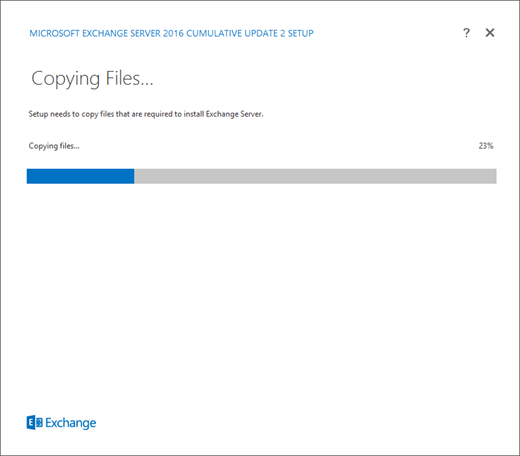 MICROSOFT EXCHANGE SERVER 2016 CUMULATIVE UPDATE 2 SETUP ? ✕
Copying Files...
Setup needs to copy files that are required to install Exchange Server.
Copying files... 23%
E Exchange